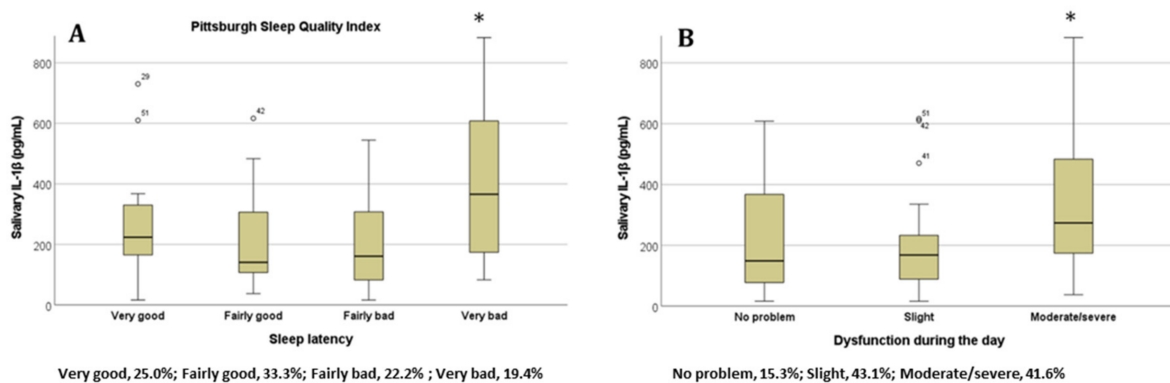 A
Pittsburgh Sleep Quality Index
*
Salivary IL-1β (pg/mL)
800
600
400
200
0
29
51
42
Very good
Fairly good
Fairly bad
Very bad
Sleep latency
Very good, 25.0%; Fairly good, 33.3%; Fairly bad, 22.2% ; Very bad, 19.4%
B
*
Salivary IL-1β (pg/mL)
800
600
400
200
0
51
42
41
No problem
Slight
Moderate/severe
Dysfunction during the day
No problem, 15.3%; Slight, 43.1%; Moderate/severe, 41.6%